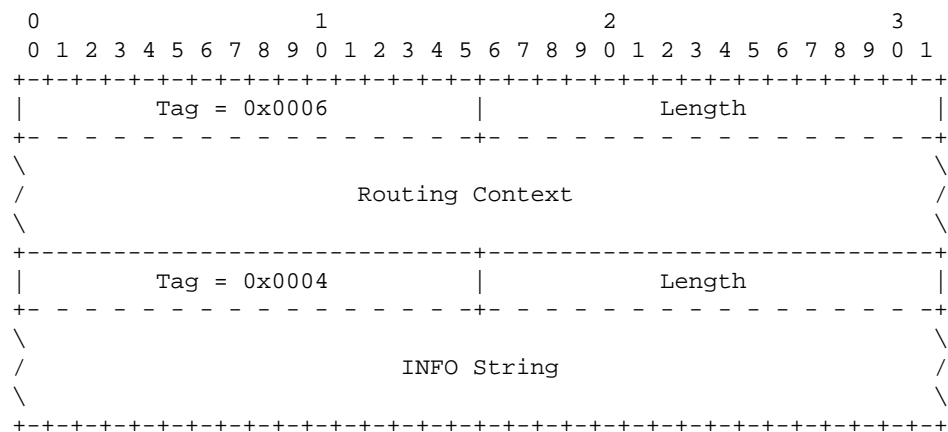 0                   1                   2                   3
 0 1 2 3 4 5 6 7 8 9 0 1 2 3 4 5 6 7 8 9 0 1 2 3 4 5 6 7 8 9 0 1
+-+-+-+-+-+-+-+-+-+-+-+-+-+-+-+-+-+-+-+-+-+-+-+-+-+-+-+-+-+-+-+-+
|         Tag = 0x0006          |            Length             |
+- - - - - - - - - - - - - - - -+- - - - - - - - - - - - - - - -+
\                                                               \
/                       Routing Context                         /
\                                                               \
+-------------------------------+-------------------------------+
|         Tag = 0x0004          |            Length             |
+- - - - - - - - - - - - - - - -+- - - - - - - - - - - - - - - -+
\                                                               \
/                          INFO String                          /
\                                                               \
+-+-+-+-+-+-+-+-+-+-+-+-+-+-+-+-+-+-+-+-+-+-+-+-+-+-+-+-+-+-+-+-+